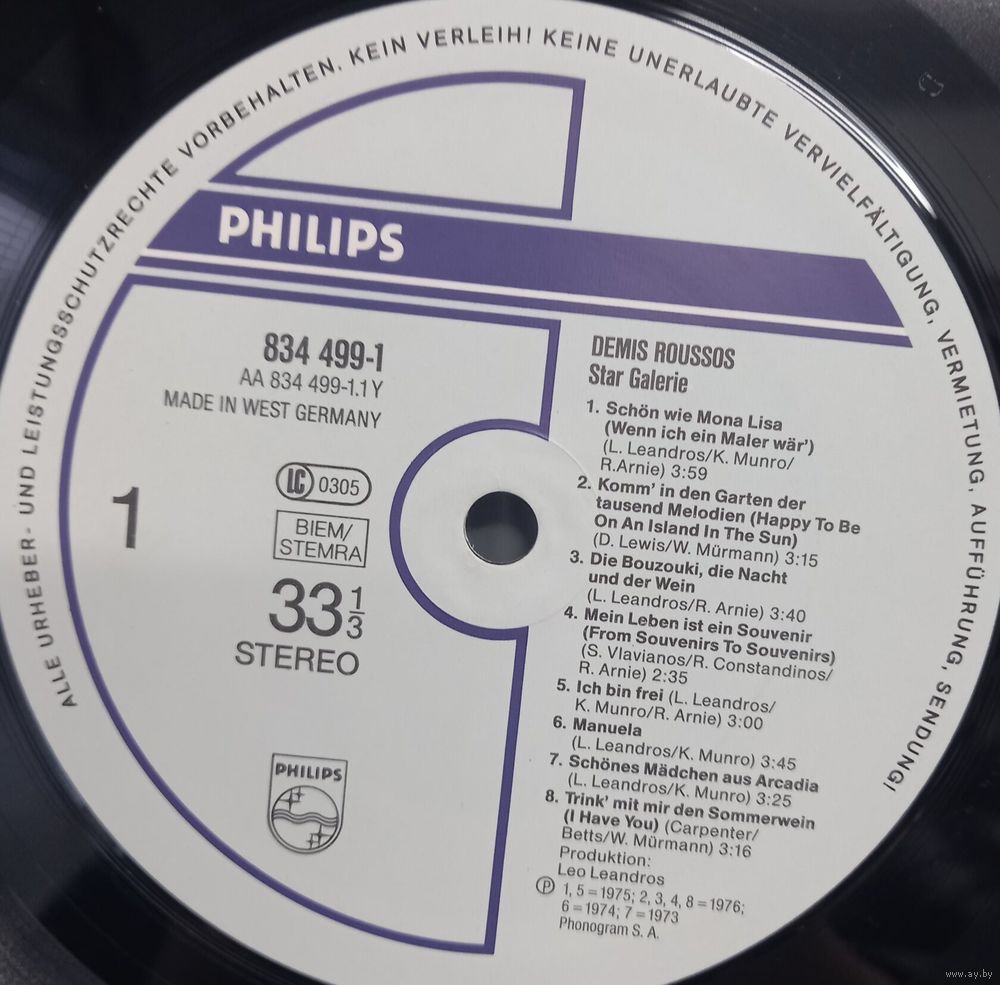 ALLE URHEBER- UND LEISTUNGSSCHUTZRECHTE VORBEHALTEN. KEIN VERLEIH! KEINE UNERLAUBTE VERVIELFÄLTIGUNG, VERMIETUNG, AUFFÜHRUNG, SENDUNG!
PHILIPS
834 499-1
AA 834 499-1.1 Y
MADE IN WEST GERMANY
LC 0305
1
BIEM/
STEMRA
33 1/3
STEREO
PHILIPS
DEMIS ROUSSOS
Star Galerie
1. Schön wie Mona Lisa
(Wenn ich ein Maler wär')
(L. Leandros/K. Munro/
R.Arnie) 3:59
2. Komm' in den Garten der
tausend Melodien (Happy To Be
On An Island In The Sun)
(D. Lewis/W. Mürmann) 3:15
3. Die Bouzouki, die Nacht
und der Wein
(L. Leandros/R. Arnie) 3:40
4. Mein Leben ist ein Souvenir
(From Souvenirs To Souvenirs)
(S. Vlavianos/R. Constandinos/
R. Arnie) 2:35
5. Ich bin frei (L. Leandros/
K. Munro/R. Arnie) 3:00
6. Manuela
(L. Leandros/K. Munro) 3:45
7. Schönes Mädchen aus Arcadia
(L. Leandros/K. Munro) 3:25
8. Trink' mit mir den Sommerwein
(I Have You) (Carpenter/
Betts/W. Mürmann) 3:16
Produktion:
Leo Leandros
Ⓟ 1, 5 = 1975; 2, 3, 4, 8 = 1976;
6 = 1974; 7 = 1973
Phonogram S. A.
www.ay.by